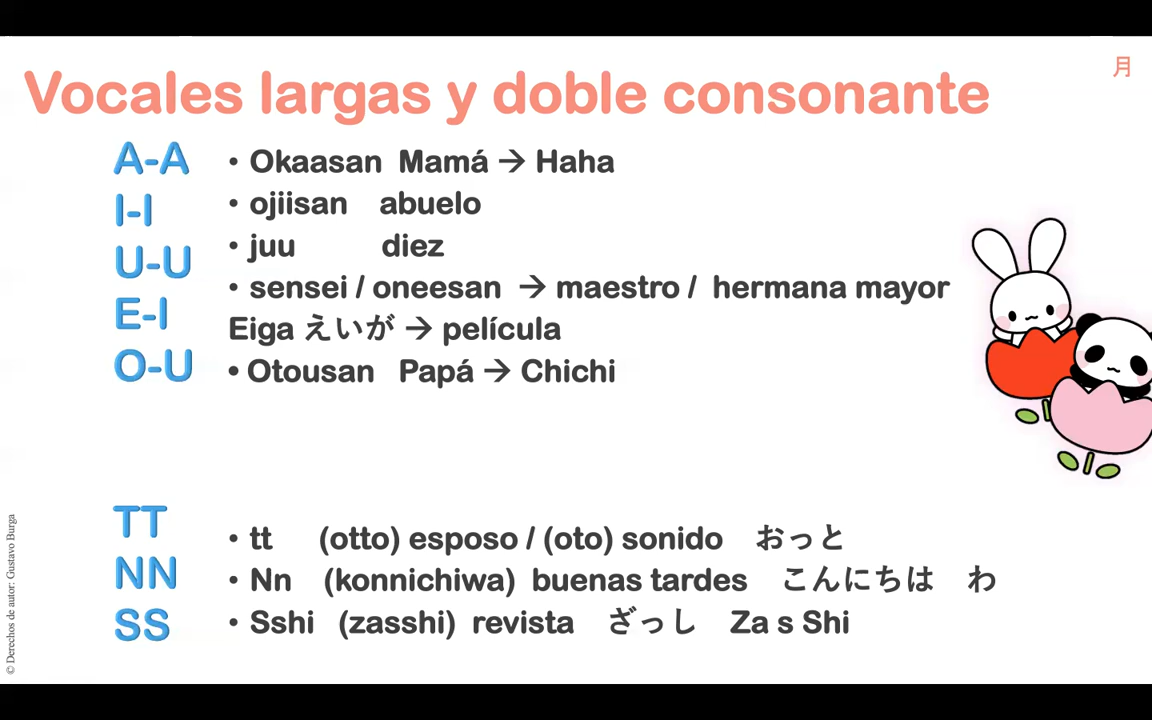 月
Vocales largas y doble consonante
A-A
I-I
U-U
E-I
O-U
• Okaasan Mamá → Haha
• ojiisan abuelo
• juu diez
• sensei / oneesan → maestro / hermana mayor
Eiga えいが → película
• Otousan Papá → Chichi
TT
NN
SS
• tt (otto) esposo / (oto) sonido おっと
• Nn (konnichiwa) buenas tardes こんにちは わ
• Sshi (zasshi) revista ざっし Za s Shi
© Derechos de autor: Gustavo Burga